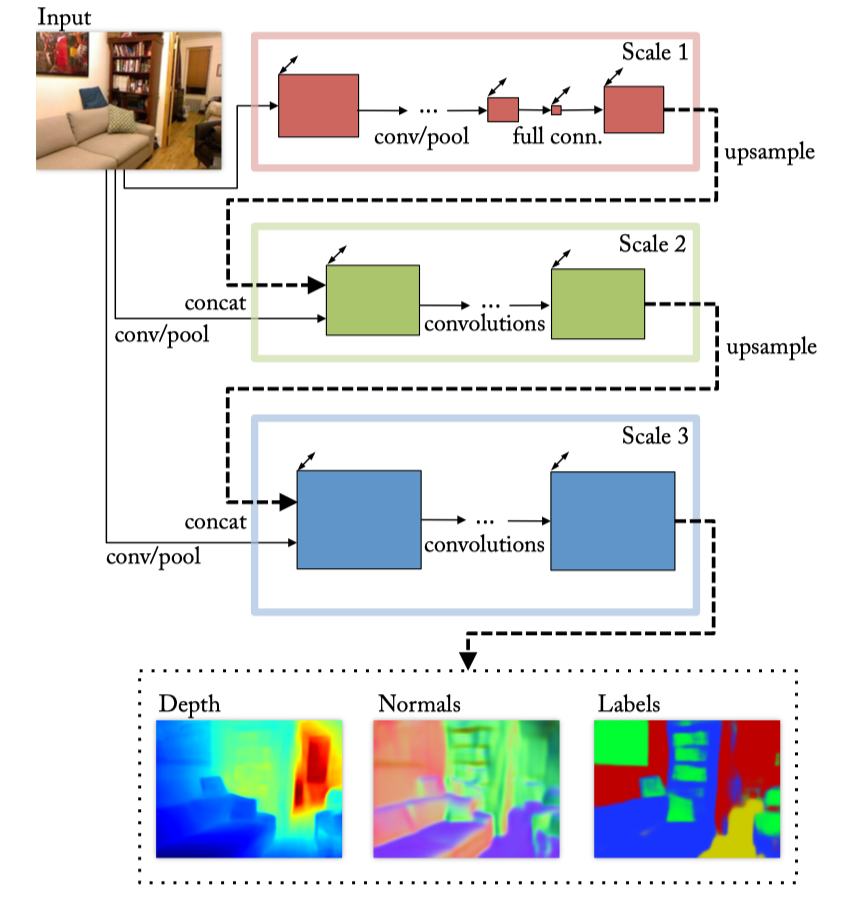 Input
Scale 1
conv/pool
full conn.
upsample
Scale 2
concat
conv/pool
convolutions
upsample
Scale 3
concat
conv/pool
convolutions
Depth
Normals
Labels